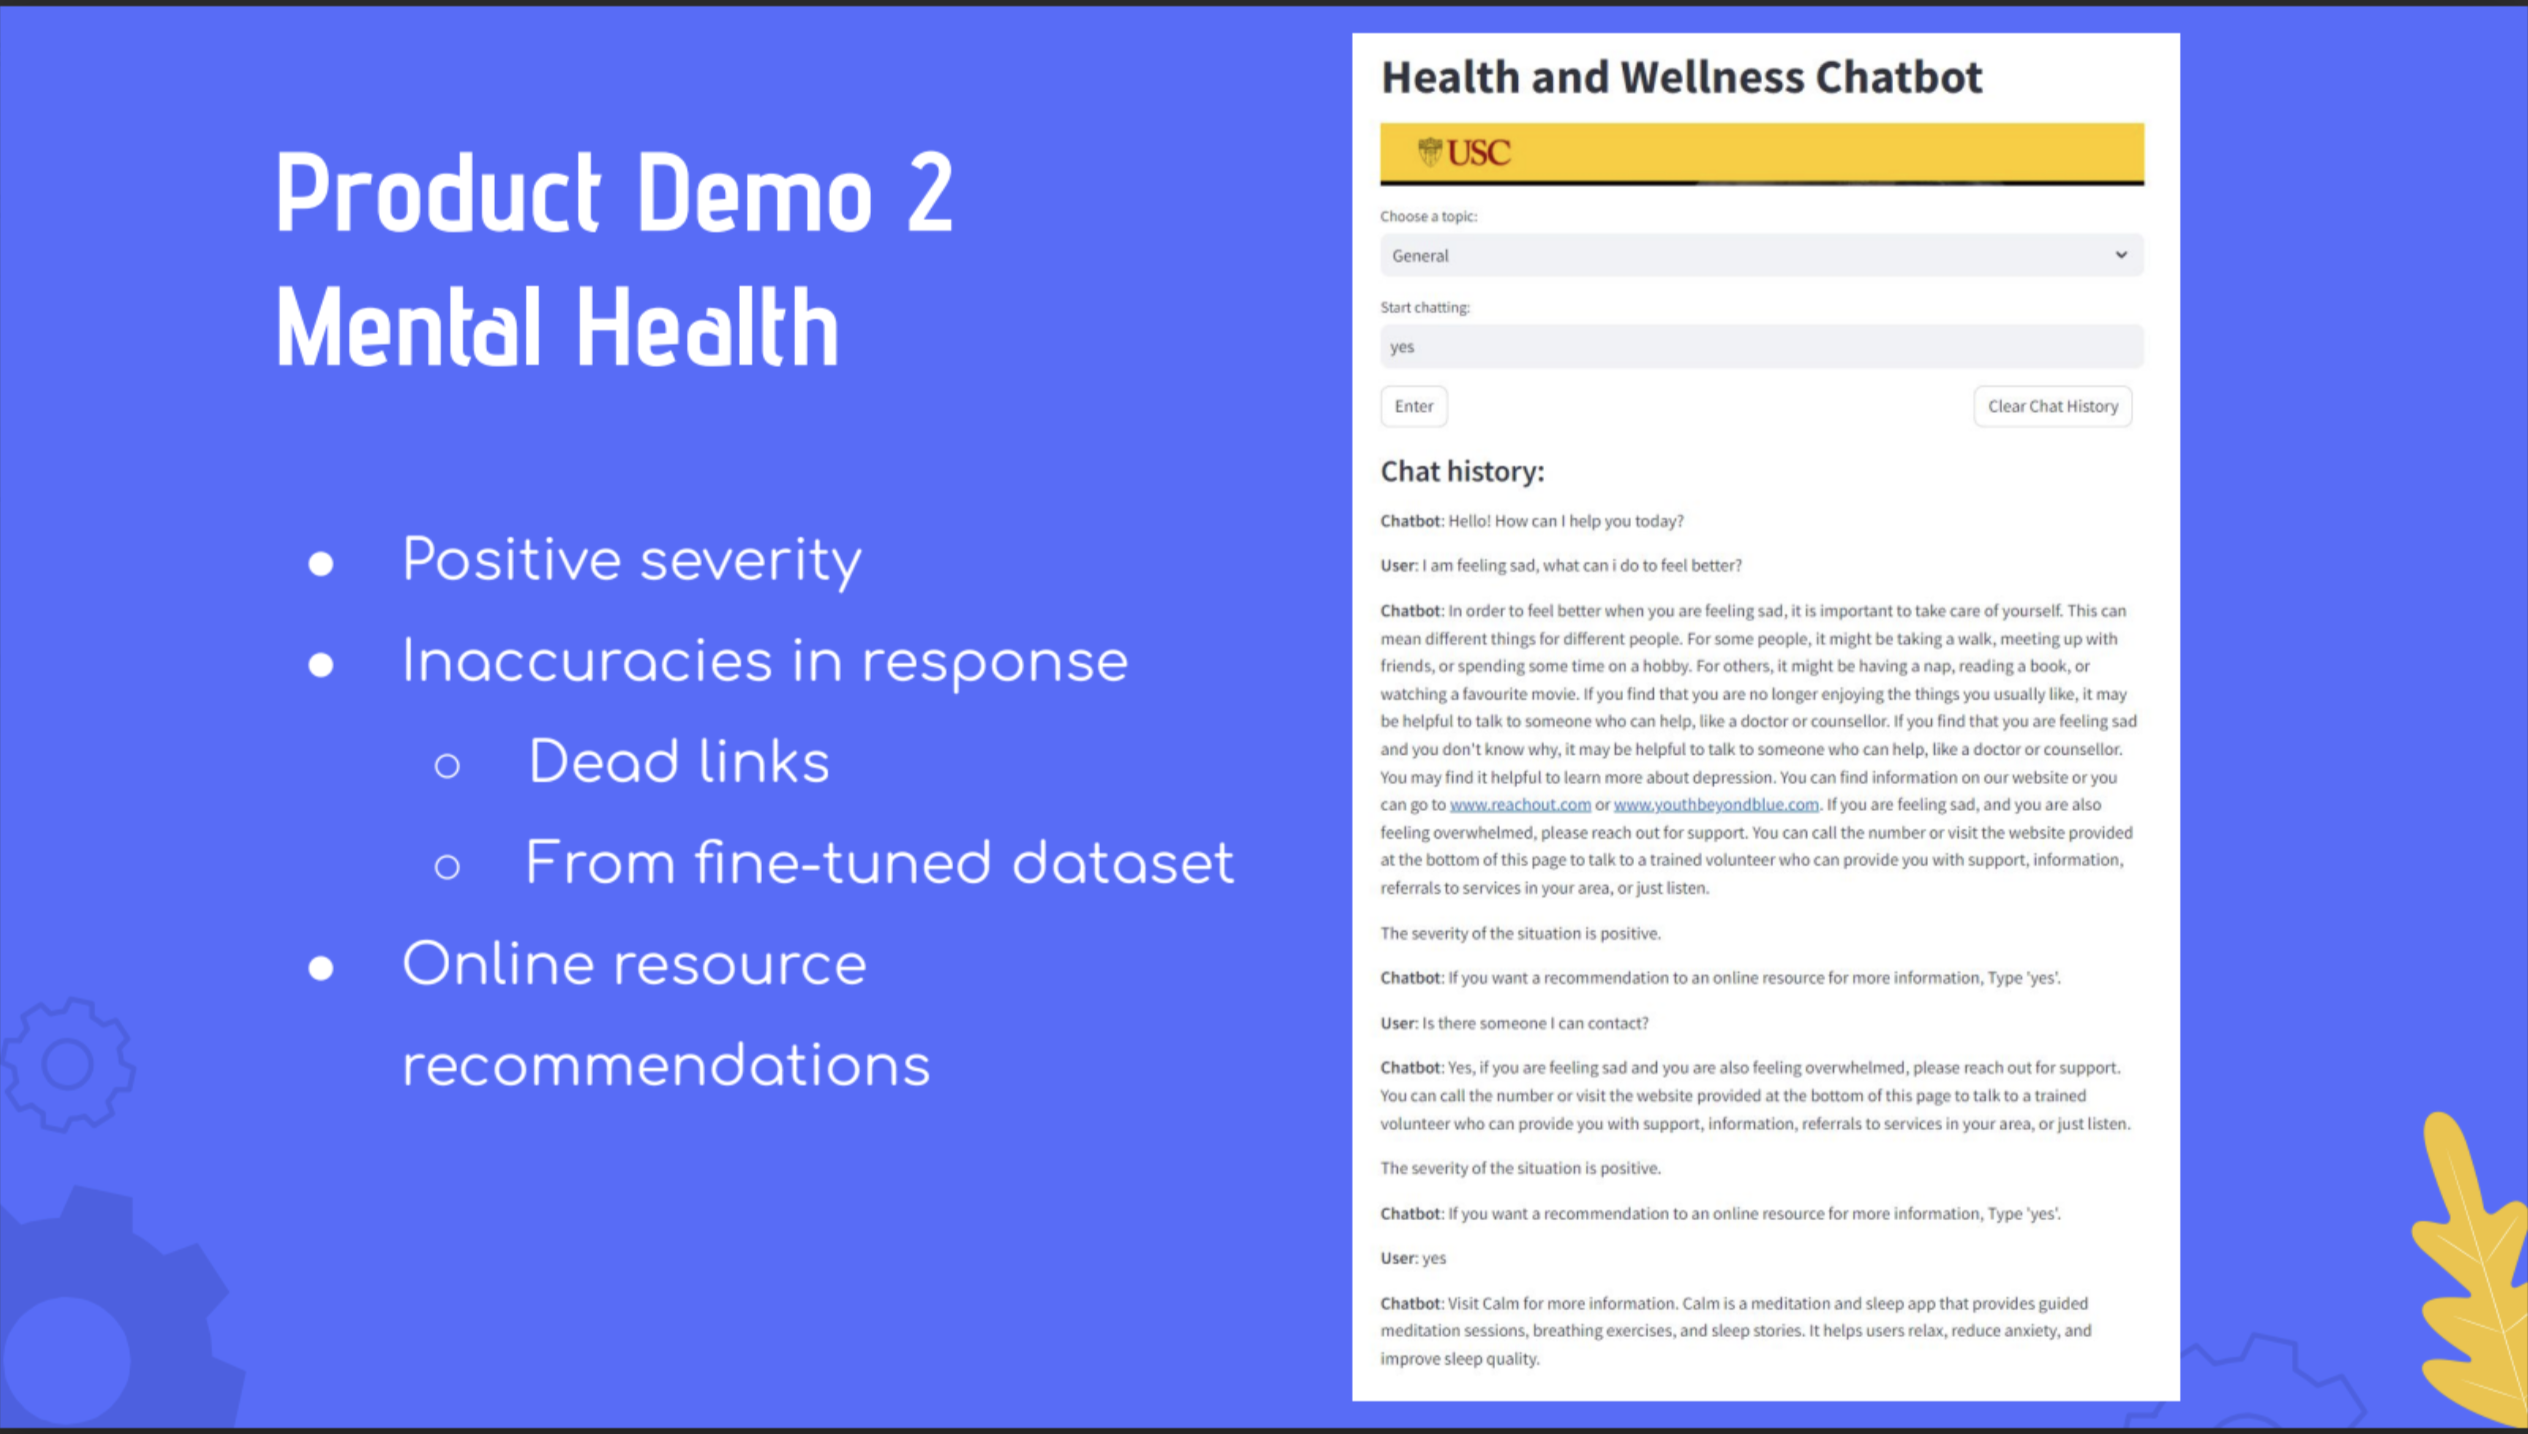 Product Demo 2
Mental Health
● Positive severity
● Inaccuracies in response
○ Dead links
○ From fine-tuned dataset
● Online resource
recommendations
Health and Wellness Chatbot
USC
Choose a topic:
General
Start chatting:
yes
Enter
Clear Chat History
Chat history:
Chatbot: Hello! How can I help you today?
User: I am feeling sad, what can i do to feel better?
Chatbot: In order to feel better when you are feeling sad, it is important to take care of yourself. This can
mean different things for different people. For some people, it might be taking a walk, meeting up with
friends, or spending some time on a hobby. For others, it might be having a nap, reading a book, or
watching a favourite movie. If you find that you are no longer enjoying the things you usually like, it may
be helpful to talk to someone who can help, like a doctor or counsellor. If you find that you are feeling sad
and you don't know why, it may be helpful to talk to someone who can help, like a doctor or counsellor.
You may find it helpful to learn more about depression. You can find information on our website or you
can go to www.reachout.com or www.youthbeyondblue.com. If you are feeling sad, and you are also
feeling overwhelmed, please reach out for support. You can call the number or visit the website provided
at the bottom of this page to talk to a trained volunteer who can provide you with support, information,
referrals to services in your area, or just listen.
The severity of the situation is positive.
Chatbot: If you want a recommendation to an online resource for more information, Type 'yes'.
User: Is there someone I can contact?
Chatbot: Yes, if you are feeling sad and you are also feeling overwhelmed, please reach out for support.
You can call the number or visit the website provided at the bottom of this page to talk to a trained
volunteer who can provide you with support, information, referrals to services in your area, or just listen.
The severity of the situation is positive.
Chatbot: If you want a recommendation to an online resource for more information, Type 'yes'.
User: yes
Chatbot: Visit Calm for more information. Calm is a meditation and sleep app that provides guided
meditation sessions, breathing exercises, and sleep stories. It helps users relax, reduce anxiety, and
improve sleep quality.